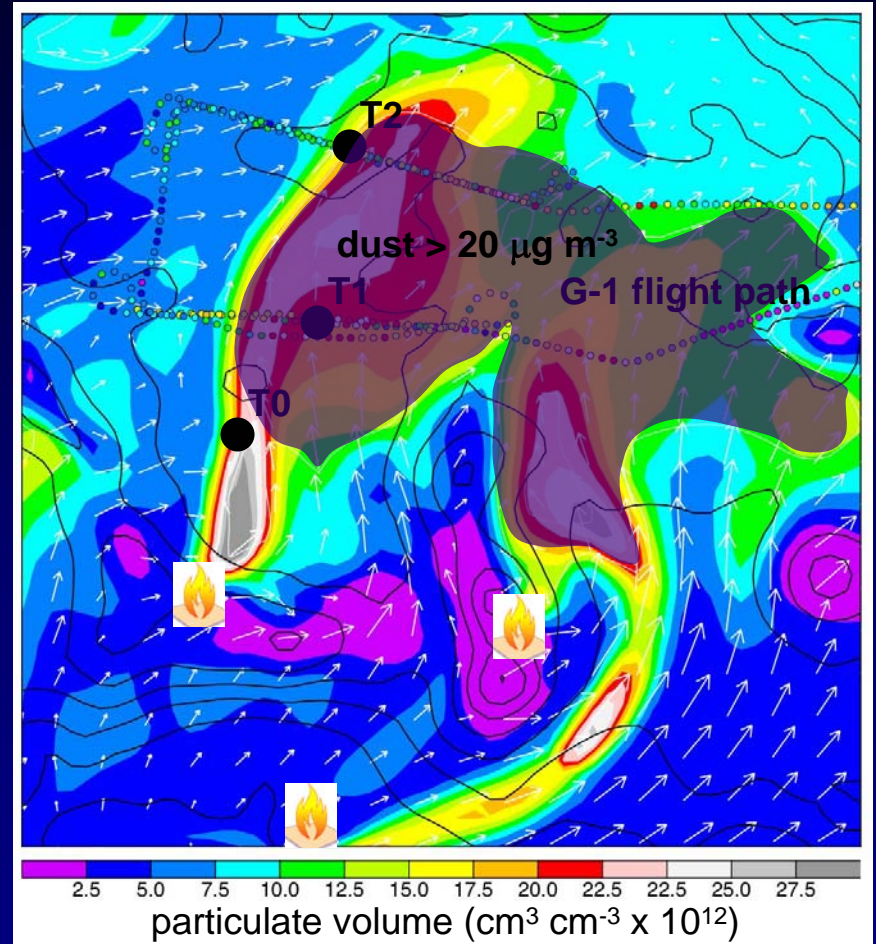 T2
dust > 20 μg m-3
T1
G-1 flight path
T0
2.5 5.0 7.5 10.0 12.5 15.0 17.5 20.0 22.5 22.5 25.0 27.5
particulate volume (cm3 cm-3 x 1012)